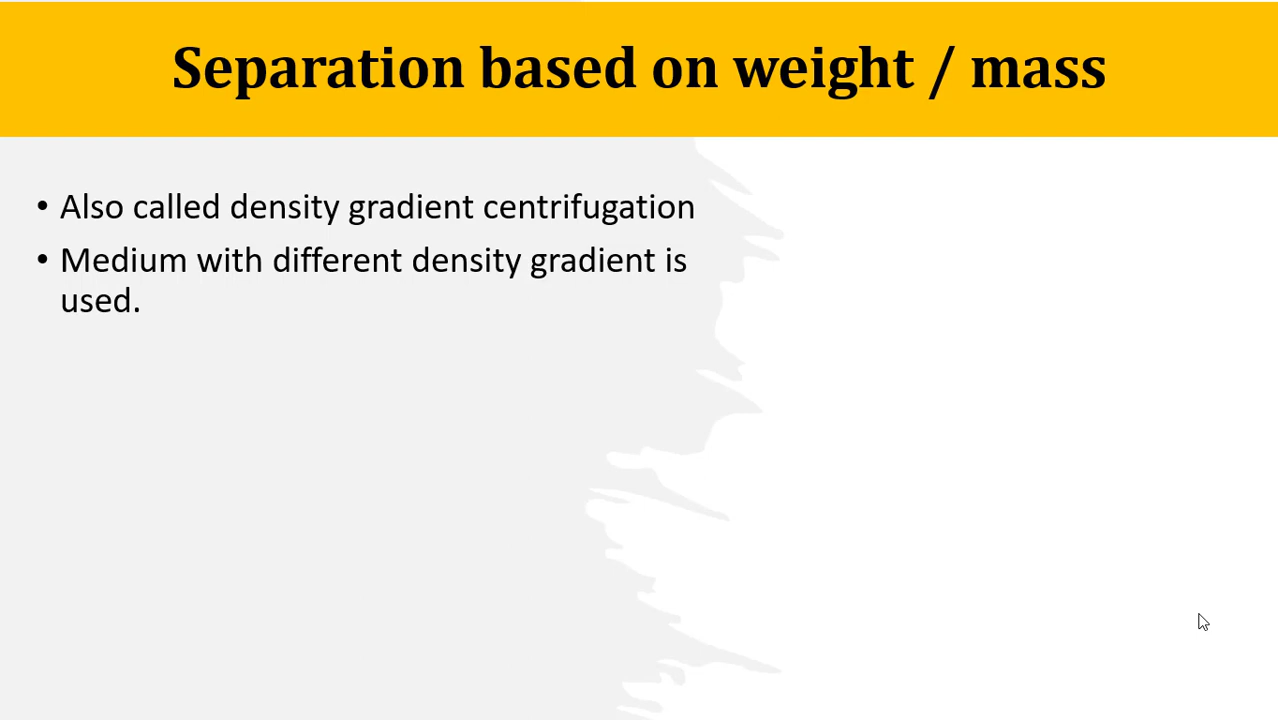 Separation based on weight / mass
• Also called density gradient centrifugation
• Medium with different density gradient is
used.